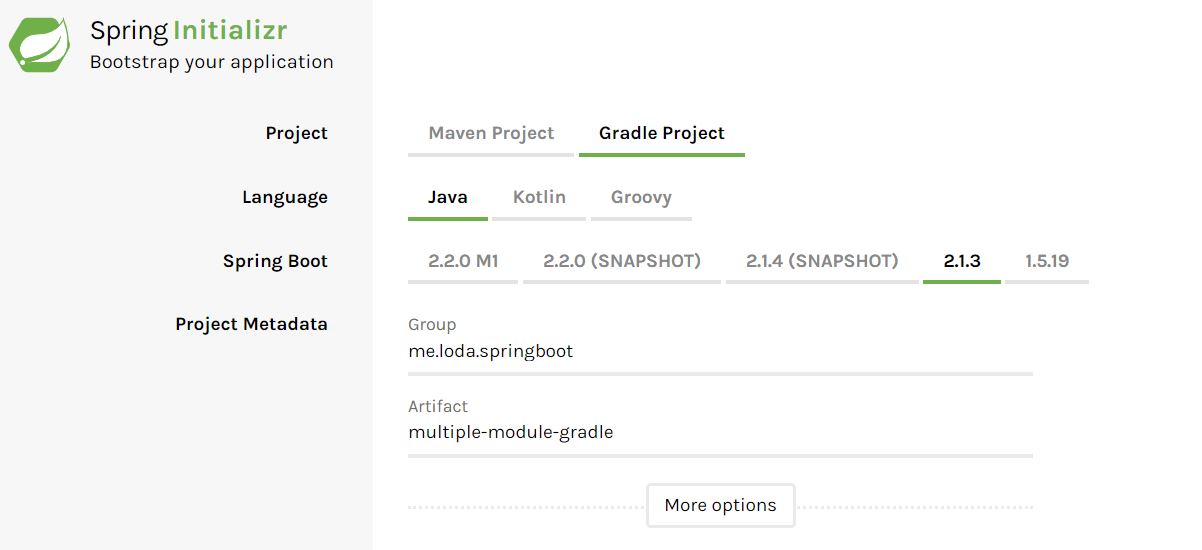 Spring Initializr
Bootstrap your application
Project
Maven Project Gradle Project
Language
Java Kotlin Groovy
Spring Boot
2.2.0 M1 2.2.0 (SNAPSHOT) 2.1.4 (SNAPSHOT) 2.1.3 1.5.19
Project Metadata
Group
me.loda.springboot
Artifact
multiple-module-gradle
More options